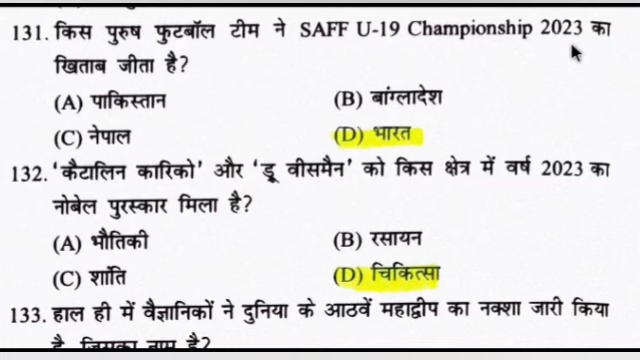 131. किस पुरुष फुटबॉल टीम ने SAFF U-19 Championship 2023 का
खिताब जीता है?
(A) पाकिस्तान (B) बांग्लादेश
(C) नेपाल (D) भारत
132. 'कैटालिन कारिको' और 'ड्रू वीसमैन' को किस क्षेत्र में वर्ष 2023 का
नोबेल पुरस्कार मिला है?
(A) भौतिकी (B) रसायन
(C) शांति (D) चिकित्सा
133. हाल ही में वैज्ञानिकों ने दुनिया के आठवें महाद्वीप का नक्शा जारी किया
है, जिसका नाम है?